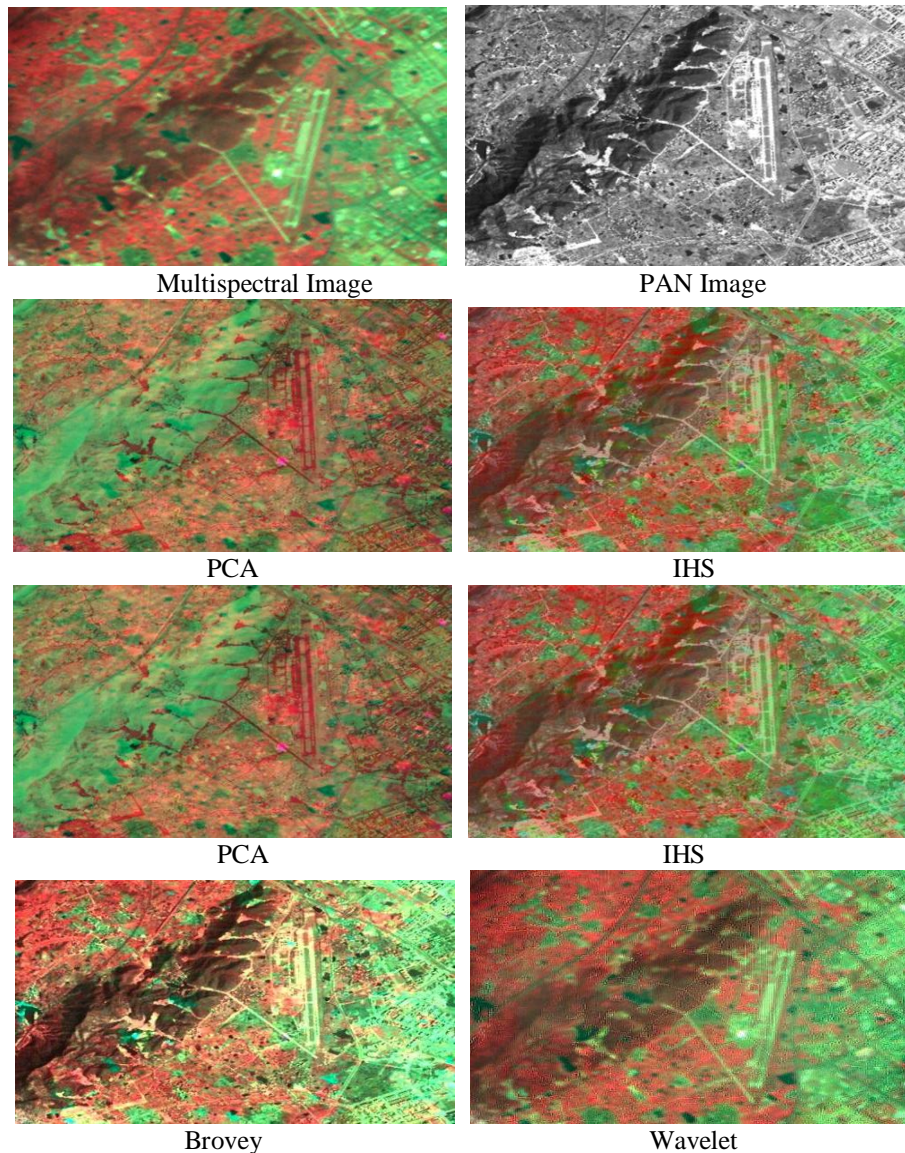 Multispectral Image
PAN Image
PCA
IHS
PCA
IHS
Brovey
Wavelet